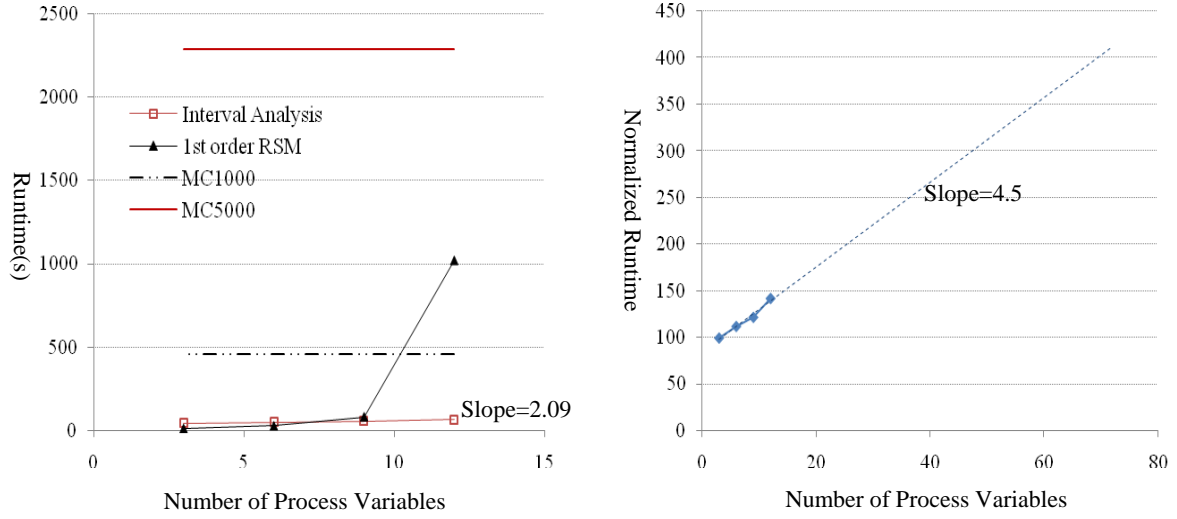 2500
2000
1500
1000
500
0
Runtime(s)
Interval Analysis
1st order RSM
MC1000
MC5000
Slope=2.09
0 5 10 15
Number of Process Variables
450
400
350
300
250
200
150
100
50
0
Normalized Runtime
Slope=4.5
0 20 40 60 80
Number of Process Variables